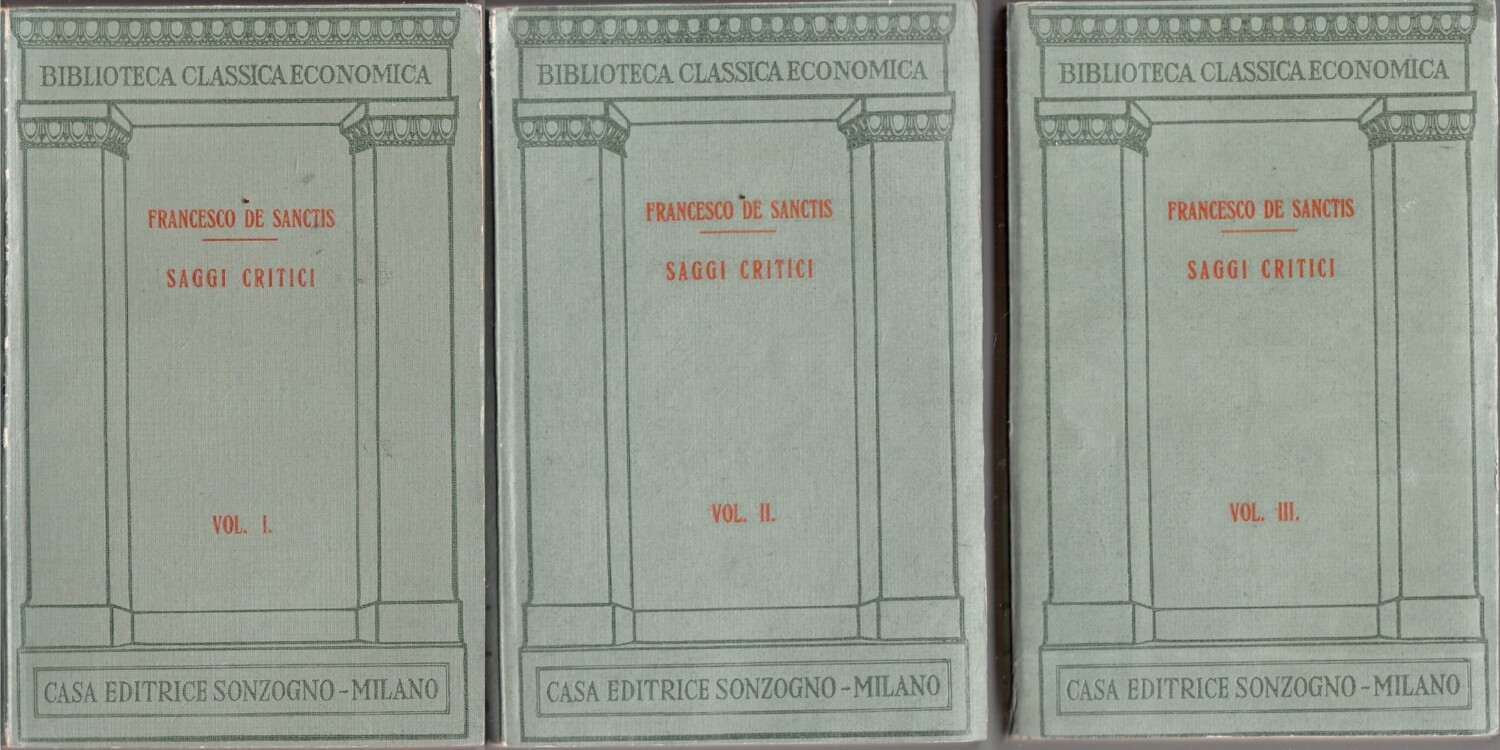 BIBLIOTECA CLASSICA ECONOMICA
FRANCESCO DE SANCTIS
SAGGI CRITICI
VOL. I.
CASA EDITRICE SONZOGNO-MILANO
BIBLIOTECA CLASSICA ECONOMICA
FRANCESCO DE SANCTIS
SAGGI CRITICI
VOL. II.
CASA EDITRICE SONZOGNO-MILANO
BIBLIOTECA CLASSICA ECONOMICA
FRANCESCO DE SANCTIS
SAGGI CRITICI
VOL. III.
CASA EDITRICE SONZOGNO-MILANO